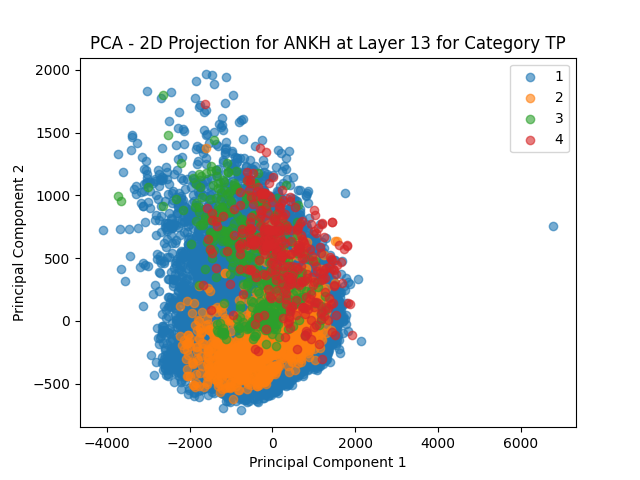 PCA - 2D Projection for ANKH at Layer 13 for Category TP
2000
1500
1000
500
0
−500
Principal Component 2
−4000 −2000 0 2000 4000 6000
Principal Component 1
1
2
3
4